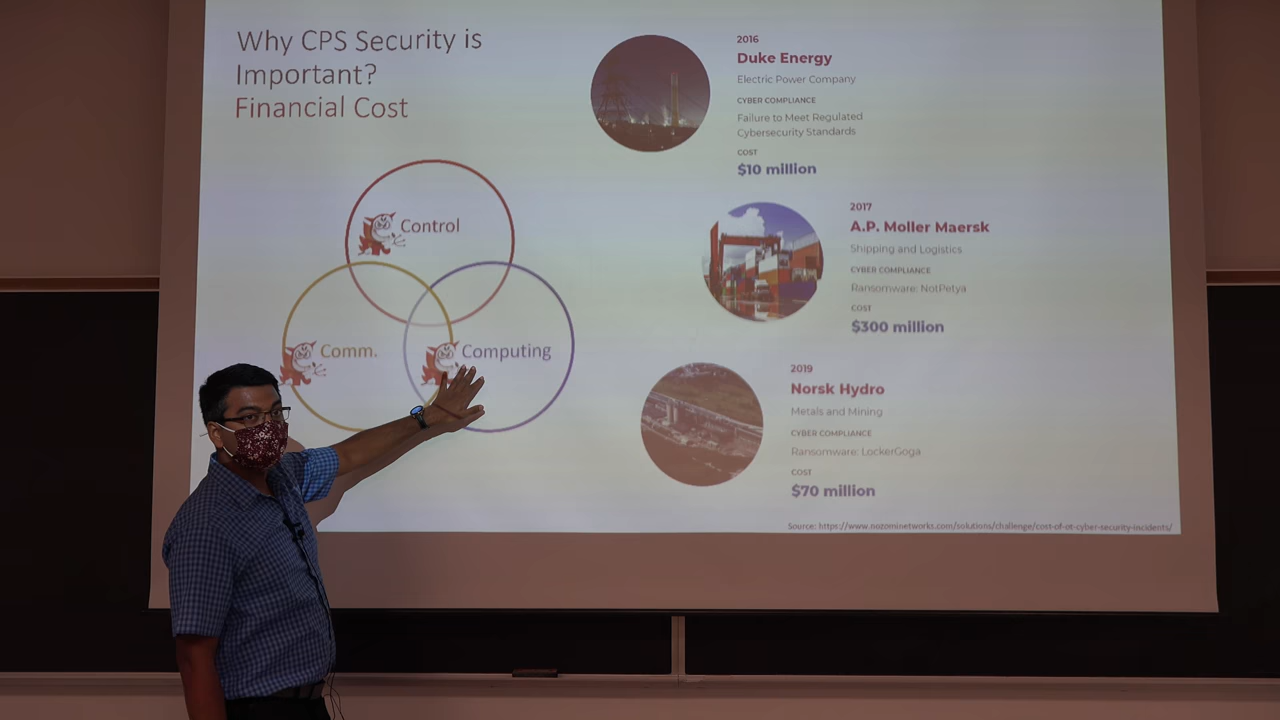 Why CPS Security is
Important?
Financial Cost
Control
Comm.
Computing
2016
Duke Energy
Electric Power Company
CYBER COMPLIANCE
Failure to Meet Regulated
Cybersecurity Standards
COST
$10 million
2017
A.P. Moller Maersk
Shipping and Logistics
CYBER COMPLIANCE
Ransomware: NotPetya
COST
$300 million
2019
Norsk Hydro
Metals and Mining
CYBER COMPLIANCE
Ransomware: LockerGoga
COST
$70 million
Source: https://www.nozominetworks.com/solutions/challenge/cost-of-ot-cyber-security-incidents/